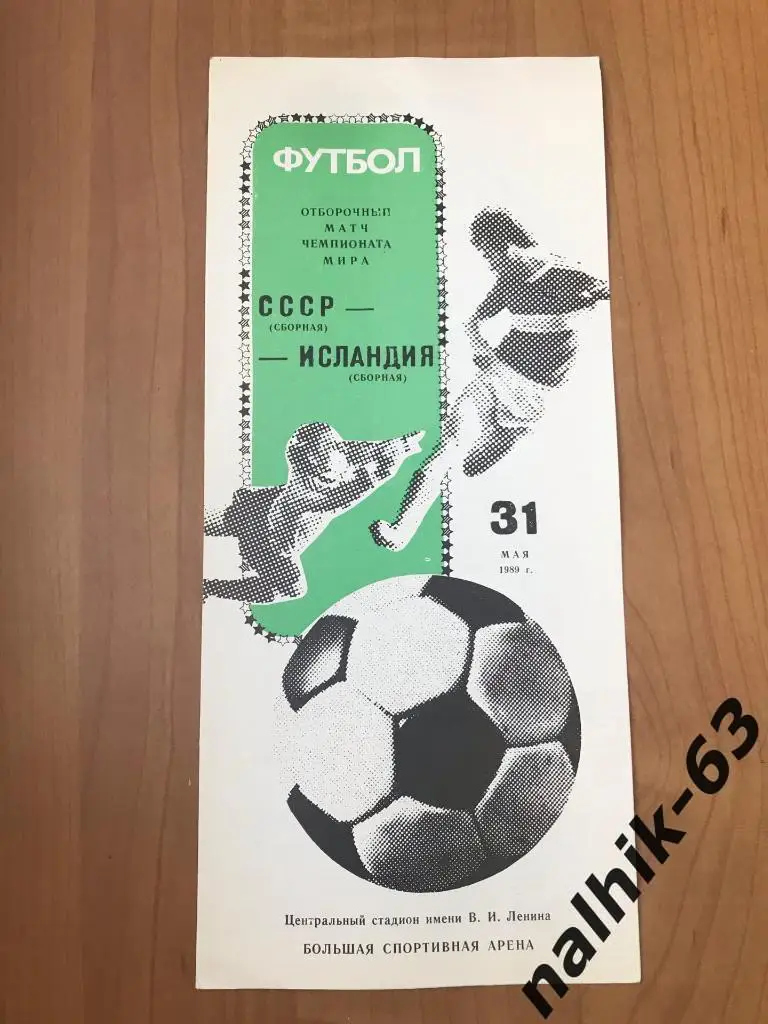 ФУТБОЛ
ОТБОРОЧНЫЙ
МАТЧ
ЧЕМПИОНАТА
МИРА
СССР —
(СБОРНАЯ)
— ИСЛАНДИЯ
(СБОРНАЯ)
31
МАЯ
1989 г.
Центральный стадион имени В. И. Ленина
БОЛЬШАЯ СПОРТИВНАЯ АРЕНА
nalhik-63